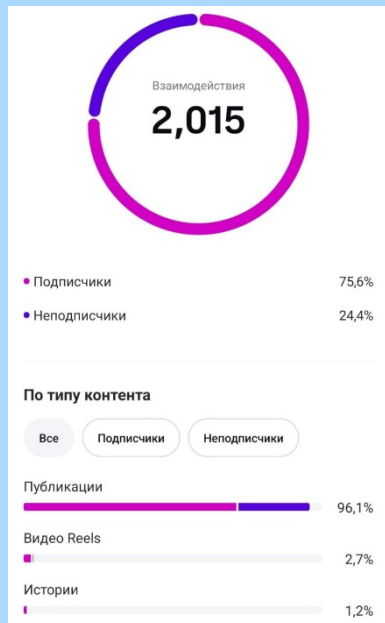 Взаимодействия
2,015
Подписчики 75,6%
Неподписчики 24,4%
По типу контента
Все Подписчики Неподписчики
Публикации
96,1%
Видео Reels
2,7%
Истории
1,2%